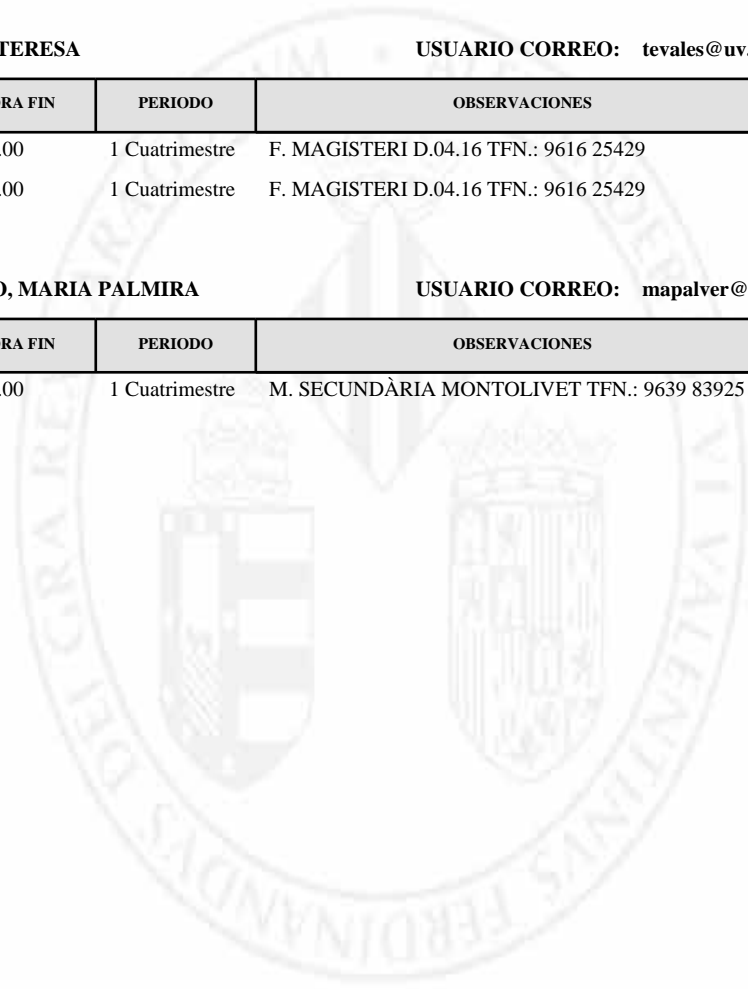 TERESA USUARIO CORREO: tevales@uv.
RA FIN PERIODO OBSERVACIONES
.00 1 Cuatrimestre F. MAGISTERI D.04.16 TFN.: 9616 25429
.00 1 Cuatrimestre F. MAGISTERI D.04.16 TFN.: 9616 25429
O, MARIA PALMIRA USUARIO CORREO: mapalver@
RA FIN PERIODO OBSERVACIONES
.00 1 Cuatrimestre M. SECUNDÀRIA MONTOLIVET TFN.: 9639 83925